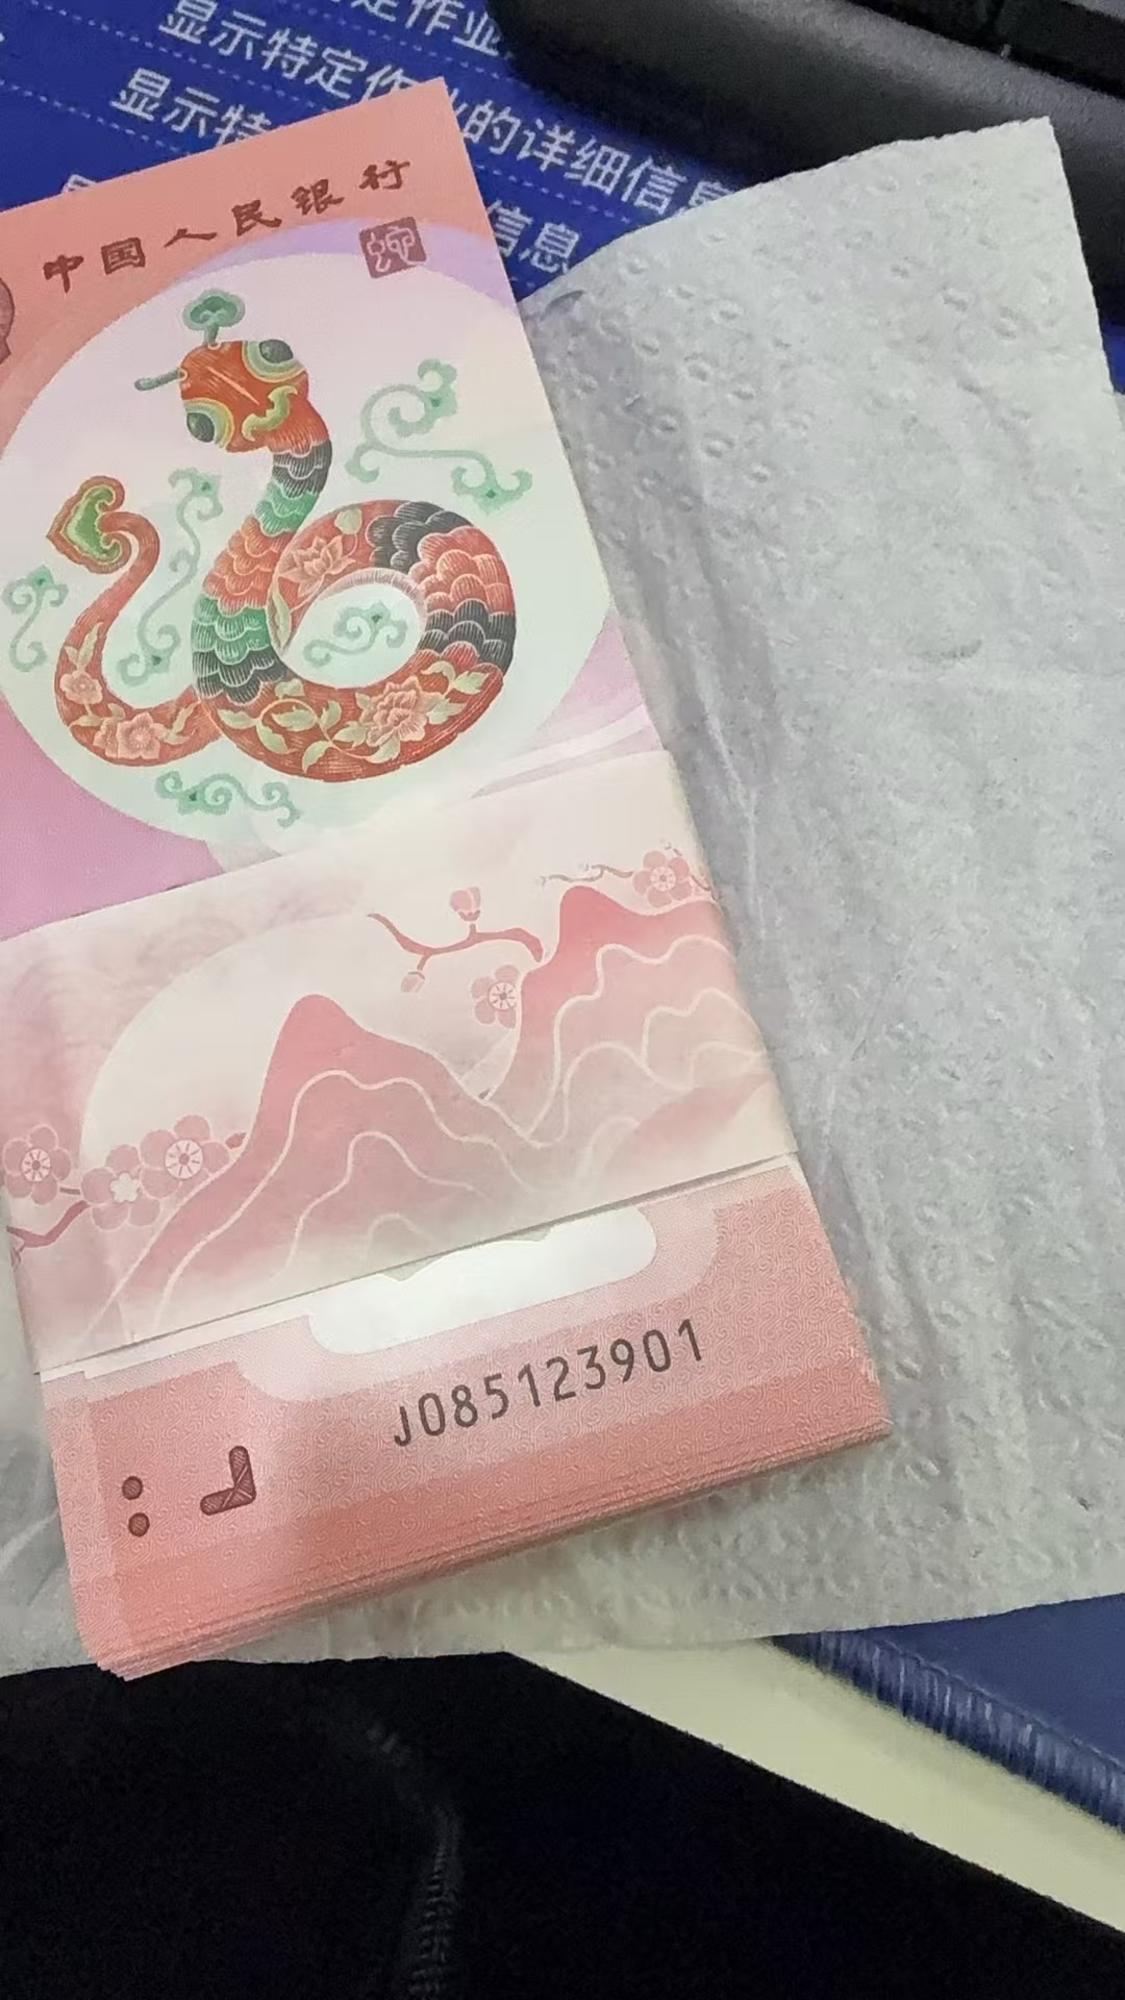 定作业
显示特定作业的详细信息
显示特
信息
中国人民银行
蛇
J085123901